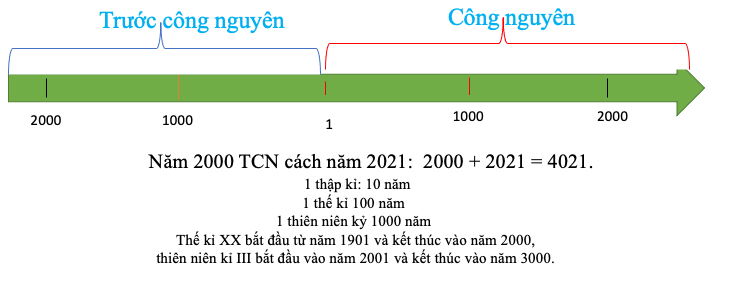 Trước công nguyên
Công nguyên
2000
1000
1
1000
2000
Năm 2000 TCN cách năm 2021: 2000 + 2021 = 4021.
1 thập kỉ: 10 năm
1 thế kỉ 100 năm
1 thiên niên kỷ 1000 năm
Thế kỉ XX bắt đầu từ năm 1901 và kết thúc vào năm 2000,
thiên niên kỉ III bắt đầu vào năm 2001 và kết thúc vào năm 3000.